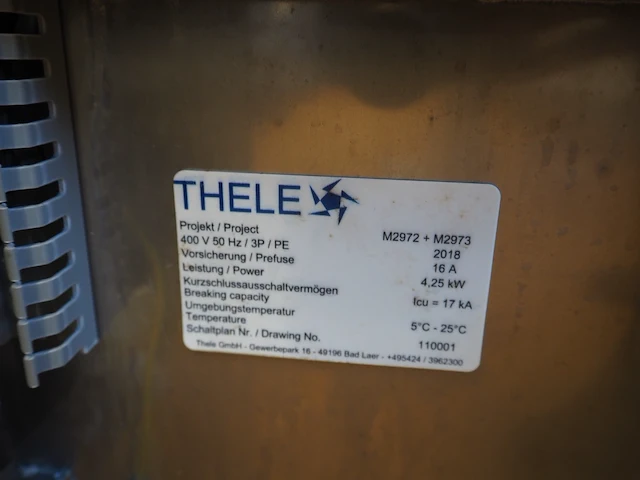 THELE
Projekt / Project M2972 + M2973
400 V 50 Hz / 3P / PE 2018
Vorsicherung / Prefuse 16 A
Leistung / Power 4,25 kW
Kurzschlussausschaltvermögen
Breaking capacity Icu = 17 kA
Umgebungstemperatur
Temperature 5°C - 25°C
Schaltplan Nr. / Drawing No. 110001
Thele GmbH - Gewerbepark 16 - 49196 Bad Laer - +495424 / 3962300